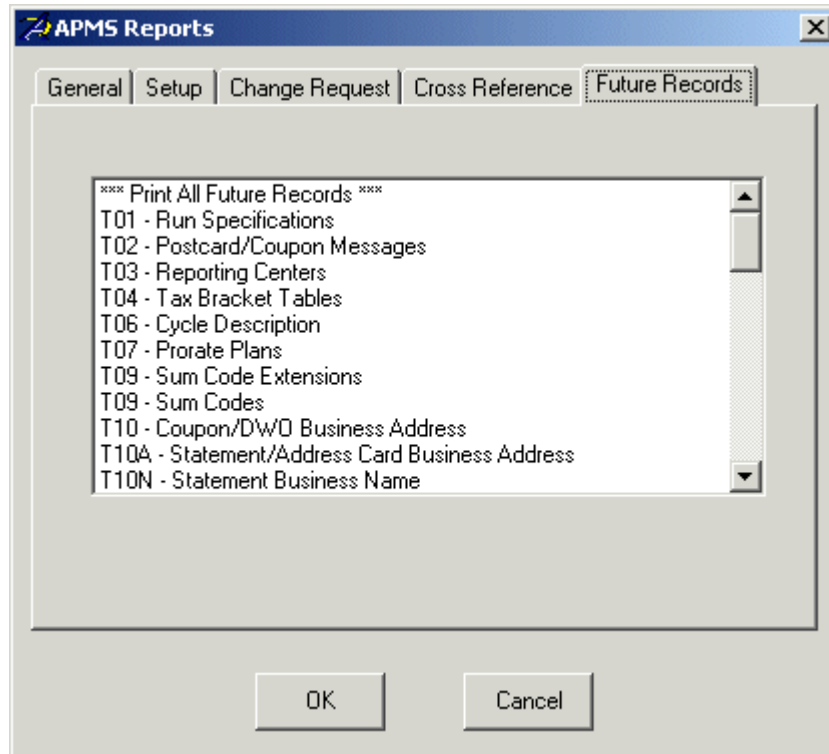 APMS Reports
General Setup Change Request Cross Reference Future Records
*** Print All Future Records ***
T01 - Run Specifications
T02 - Postcard/Coupon Messages
T03 - Reporting Centers
T04 - Tax Bracket Tables
T06 - Cycle Description
T07 - Prorate Plans
T09 - Sum Code Extensions
T09 - Sum Codes
T10 - Coupon/DWO Business Address
T10A - Statement/Address Card Business Address
T10N - Statement Business Name
OK Cancel